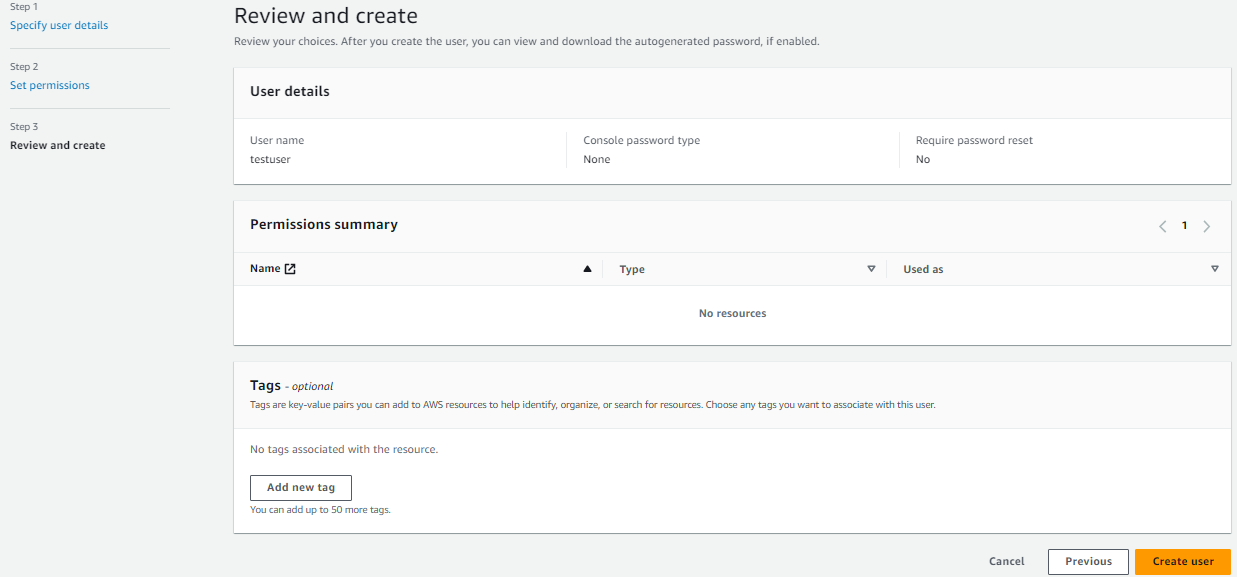 Step 1
Specify user details
Step 2
Set permissions
Step 3
Review and create
Review and create
Review your choices. After you create the user, you can view and download the autogenerated password, if enabled.
User details
User name
testuser
Console password type
None
Require password reset
No
Permissions summary
1
Name
Type
Used as
No resources
Tags - optional
Tags are key-value pairs you can add to AWS resources to help identify, organize, or search for resources. Choose any tags you want to associate with this user.
No tags associated with the resource.
Add new tag
You can add up to 50 more tags.
Cancel
Previous
Create user